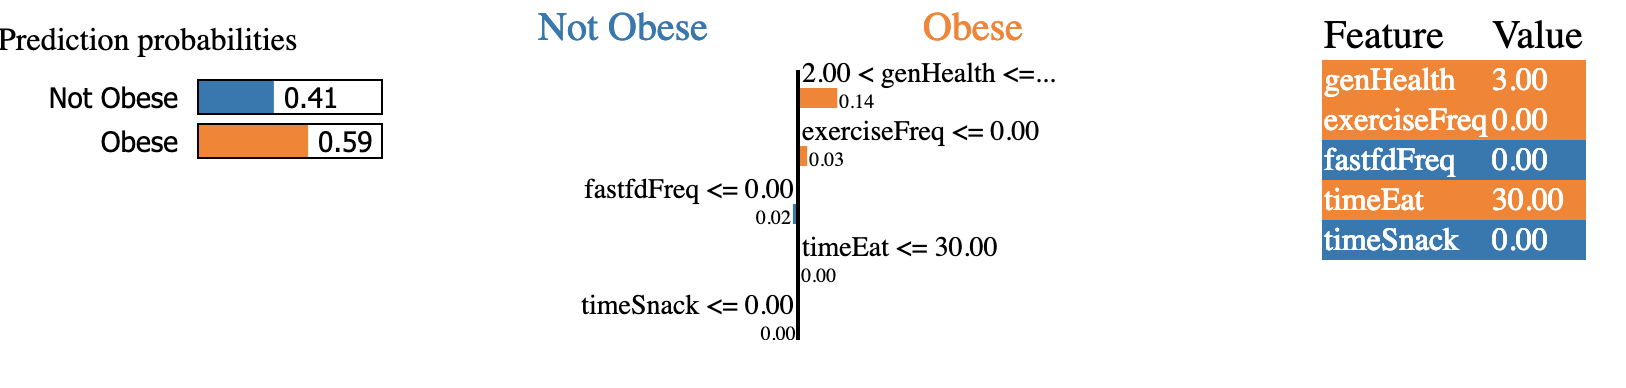 Prediction probabilities
Not Obese 0.41
Obese 0.59
Not Obese Obese
2.00 < genHealth <=...
0.14
exerciseFreq <= 0.00
0.03
fastfdFreq <= 0.00
0.02
timeEat <= 30.00
0.00
timeSnack <= 0.00
0.00
Feature Value
genHealth 3.00
exerciseFreq 0.00
fastfdFreq 0.00
timeEat 30.00
timeSnack 0.00